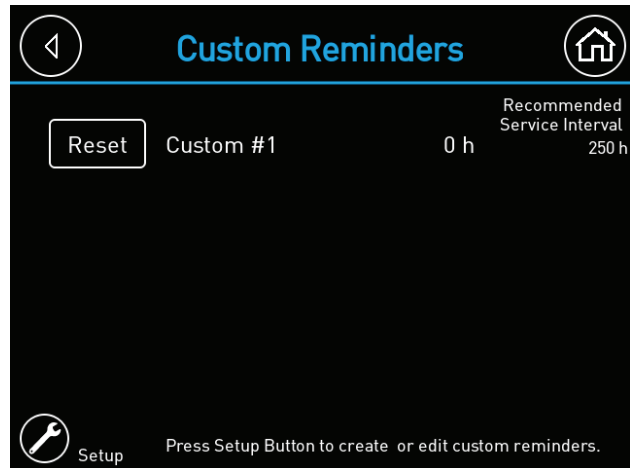 Custom Reminders
Recommended
Service Interval
Reset Custom #1 0 h 250 h
Setup Press Setup Button to create or edit custom reminders.